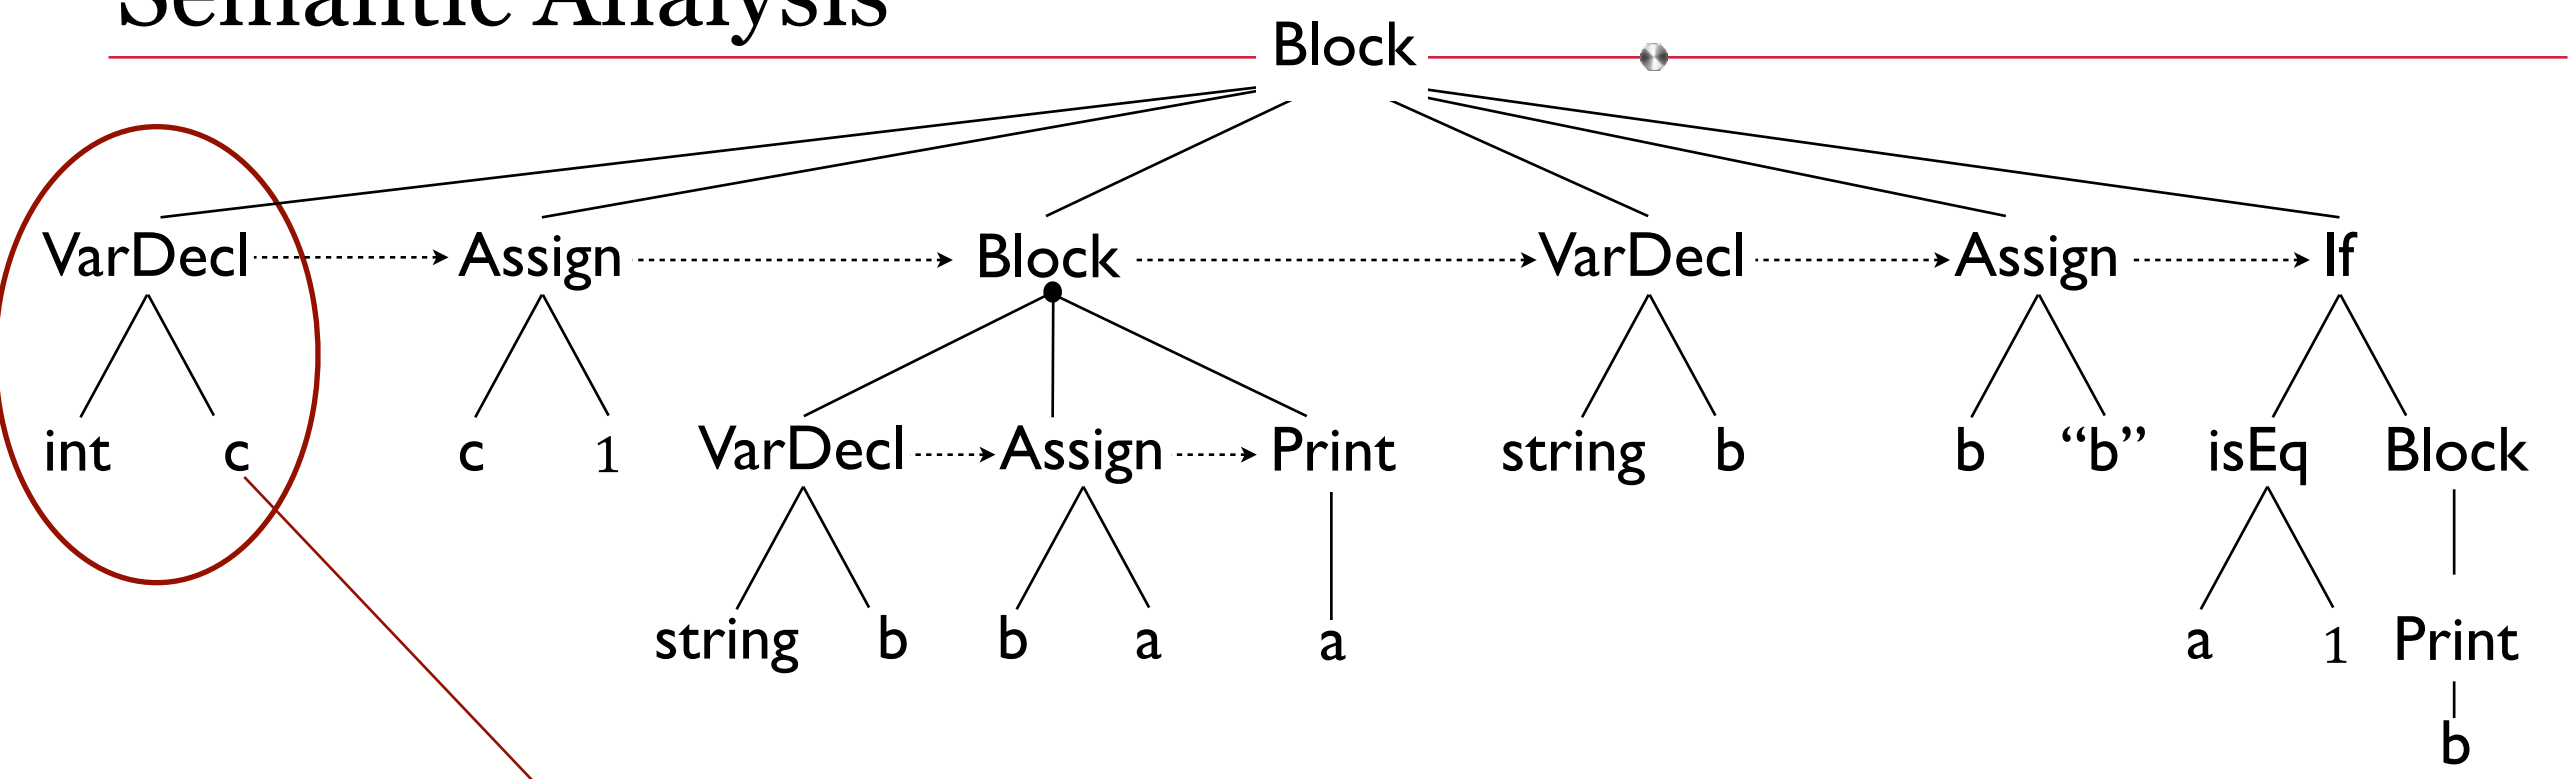 Semantic Analysis
Block
VarDecl Assign Block VarDecl Assign If
int c c 1 VarDecl Assign Print string b b “b” isEq Block
string b b a a a 1 Print
b